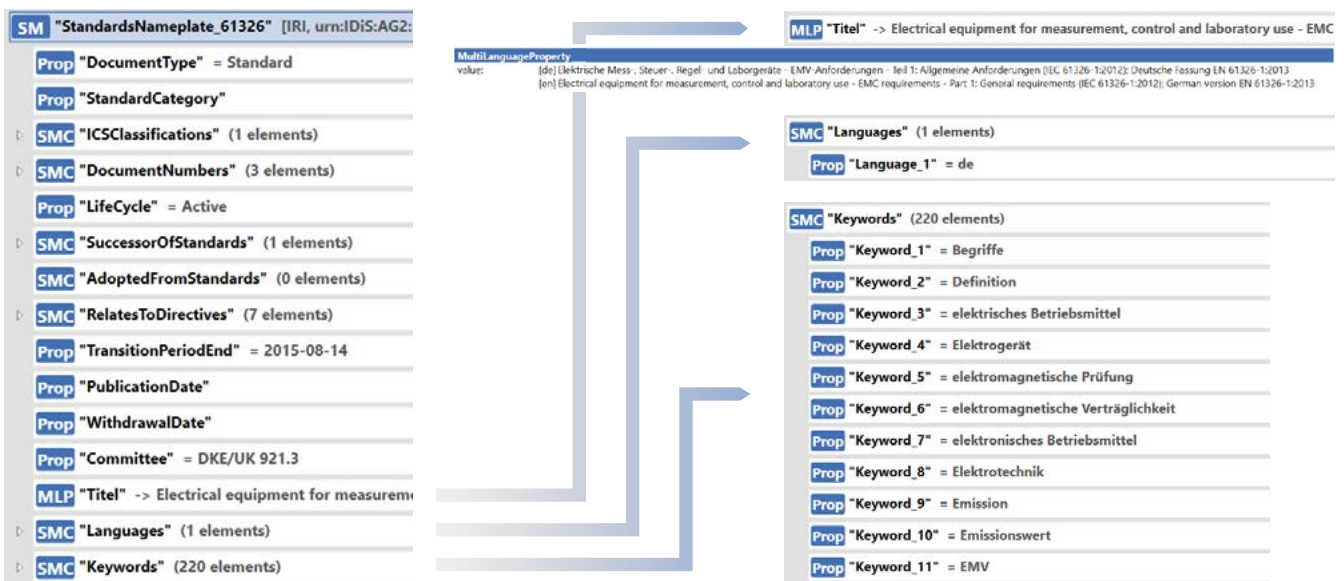 SM "StandardsNameplate_61326" [IRI, urn:IDiS:AG2:
Prop "DocumentType" = Standard
Prop "StandardCategory"
SMC "ICSClassifications" (1 elements)
SMC "DocumentNumbers" (3 elements)
Prop "LifeCycle" = Active
SMC "SuccessorOfStandards" (1 elements)
SMC "AdoptedFromStandards" (0 elements)
SMC "RelatesToDirectives" (7 elements)
Prop "TransitionPeriodEnd" = 2015-08-14
Prop "PublicationDate"
Prop "WithdrawalDate"
Prop "Committee" = DKE/UK 921.3
MLP "Titel" -> Electrical equipment for measureme
SMC "Languages" (1 elements)
SMC "Keywords" (220 elements)
MLP "Titel" -> Electrical equipment for measurement, control and laboratory use - EMC
MultiLanguageProperty
value: [de] Elektrische Mess-, Steuer-, Regel- und Laborgeräte - EMV-Anforderungen - Teil 1: Allgemeine Anforderungen (IEC 61326-1:2012); Deutsche Fassung EN 61326-1:2013
[en] Electrical equipment for measurement, control and laboratory use - EMC requirements - Part 1: General requirements (IEC 61326-1:2012); German version EN 61326-1:2013
SMC "Languages" (1 elements)
Prop "Language_1" = de
SMC "Keywords" (220 elements)
Prop "Keyword_1" = Begriffe
Prop "Keyword_2" = Definition
Prop "Keyword_3" = elektrisches Betriebsmittel
Prop "Keyword_4" = Elektrogerät
Prop "Keyword_5" = elektromagnetische Prüfung
Prop "Keyword_6" = elektromagnetische Verträglichkeit
Prop "Keyword_7" = elektronisches Betriebsmittel
Prop "Keyword_8" = Elektrotechnik
Prop "Keyword_9" = Emission
Prop "Keyword_10" = Emissionswert
Prop "Keyword_11" = EMV